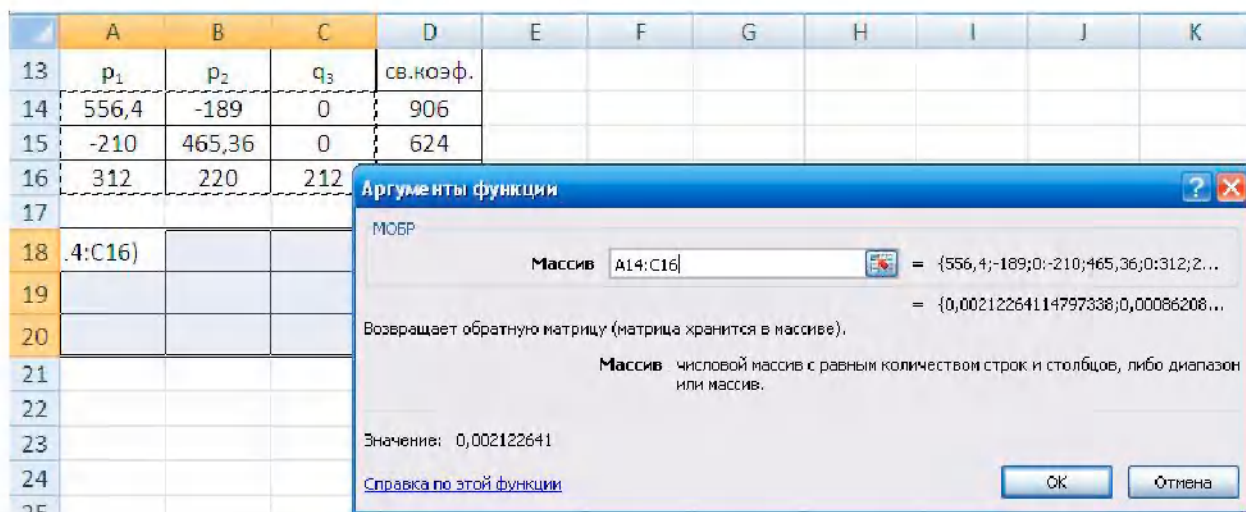 A B C D E F G H I J K
13 p₁ p₂ q₃ св.коэф.
14 556,4 -189 0 906
15 -210 465,36 0 624
16 312 220 212
17
18 .4:C16)
19
20
21
22
23
24
25
Аргументы функции
МОБР
Массив A14:C16 = {556,4;-189;0:-210;465,36;0:312;2...
= {0,00212264114797338;0,00086208...
Возвращает обратную матрицу (матрица хранится в массиве).
Массив числовой массив с равным количеством строк и столбцов, либо диапазон
или массив.
Значение: 0,002122641
Справка по этой функции
ОК Отмена